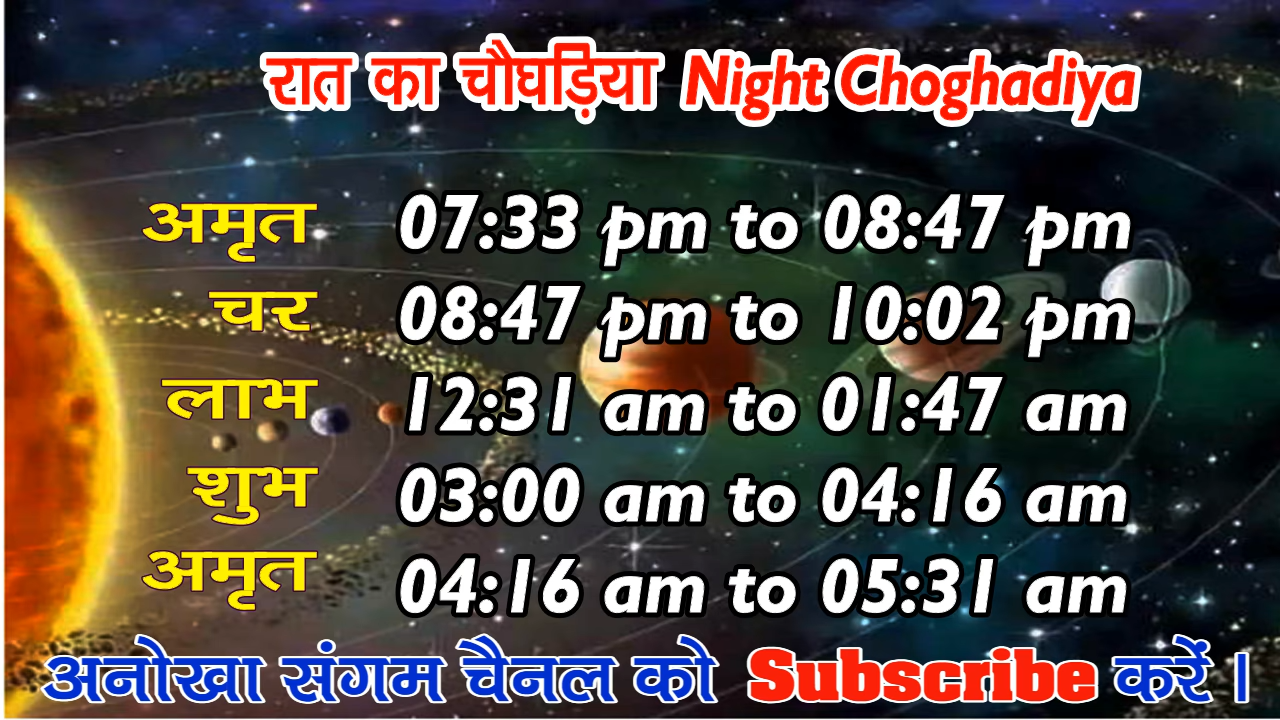 रात का चौघड़िया Night Choghadiya
अमृत 07:33 pm to 08:47 pm
चर 08:47 pm to 10:02 pm
लाभ 12:31 am to 01:47 am
शुभ 03:00 am to 04:16 am
अमृत 04:16 am to 05:31 am
अनोखा संगम चैनल को Subscribe करें।